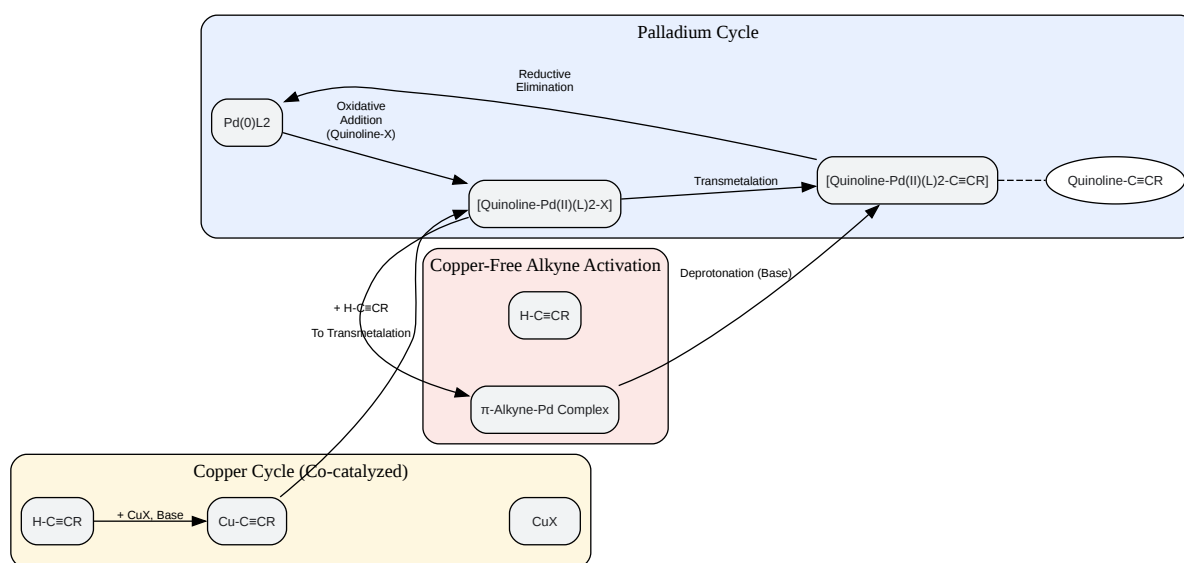 Palladium Cycle
Reductive
Elimination
Oxidative
Addition
(Quinoline-X)
Pd(0)L2
[Quinoline-Pd(II)(L)2-X]
Transmetalation
[Quinoline-Pd(II)(L)2-C≡CR]
Quinoline-C≡CR
Copper-Free Alkyne Activation
Deprotonation (Base)
+ H-C≡CR
H-C≡CR
To Transmetalation
π-Alkyne-Pd Complex
Copper Cycle (Co-catalyzed)
H-C≡CR
+ CuX, Base
Cu-C≡CR
CuX